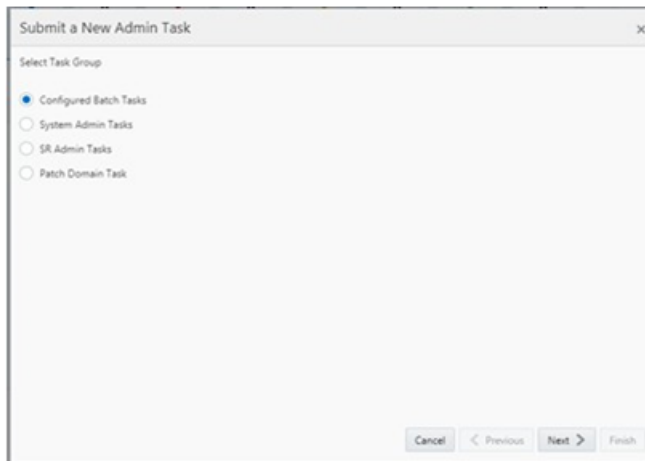 Submit a New Admin Task
Select Task Group
Configured Batch Tasks
System Admin Tasks
SR Admin Tasks
Patch Domain Task
Cancel
Previous
Next
Finish